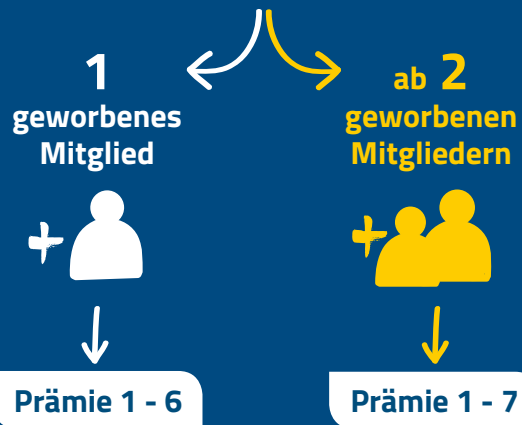 1
geworbenes
Mitglied
Prämie 1 - 6
ab 2
geworbenen
Mitgliedern
Prämie 1 - 7